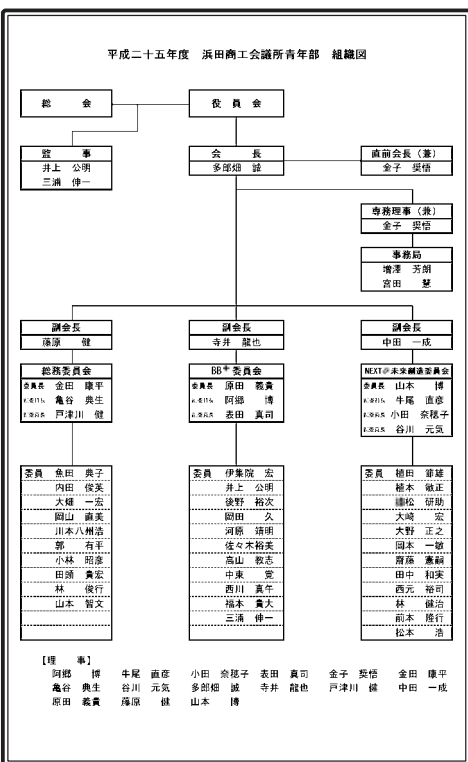 平成二十五年度 浜田商工会議所青年部 組織図
総 会
役 員 会
監 事
井上 公明
三浦 伸一
会 長
多郎畑 誠
直前会長(兼)
金子 奨悟
専務理事(兼)
金子 奨悟
事務局
増澤 芳朗
宮田 慧
副会長
藤原 健
副会長
寺井 龍也
副会長
中田 一成
総務委員会
委員長 金田 康平
亀谷 典生
戸津川 健
BB＋委員会
委員長 原田 義貴
阿郷 博
表田 真司
NEXT@未来創造委員会
委員長 山本 博
牛尾 直彦
小田 奈穂子
谷川 元気
委員 魚田 典子
内田 俊英
大畑 一宏
岡山 直美
川本八州浩
郭 有平
小林 昭彦
田頭 貴宏
林 俊行
山本 智文
委員 伊集院 宏
井上 公明
後野 裕次
岡田 久
河原 靖明
佐々木裕美
高山 敦志
中東 覚
西川 真午
福本 貴大
三浦 伸一
委員 植田 節雄
植本 敏正
松 研助
大崎 宏
大野 正之
岡本 一敏
齋藤 憲嗣
田中 和実
西元 裕司
林 健治
前本 隆行
松本 浩
【理 事】
阿郷 博 牛尾 直彦 小田 奈穂子 表田 真司 金子 奨悟 金田 康平
亀谷 典生 谷川 元気 多郎畑 誠 寺井 龍也 戸津川 健 中田 一成
原田 義貴 藤原 健 山本 博